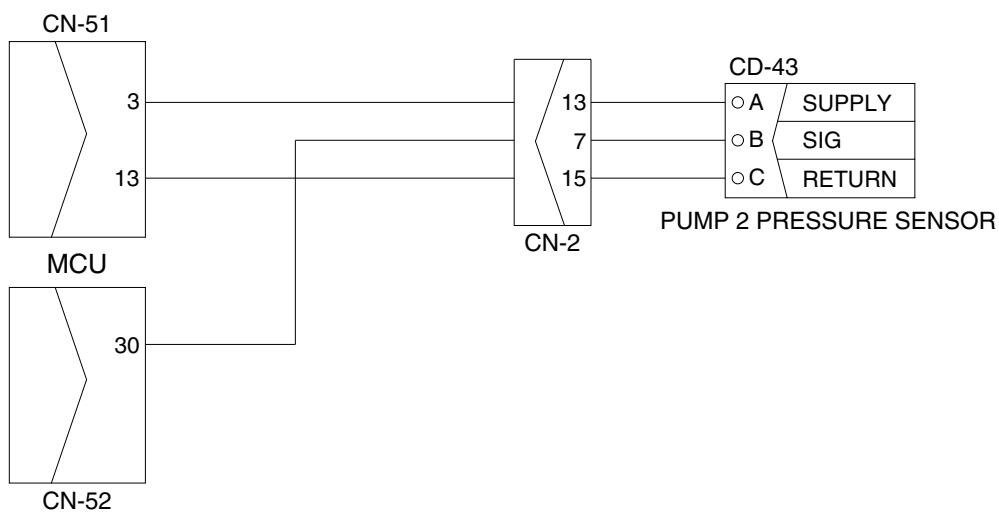 CN-51
3
13
MCU
30
CN-52
13
7
15
CN-2
CD-43
A SUPPLY
B SIG
C RETURN
PUMP 2 PRESSURE SENSOR